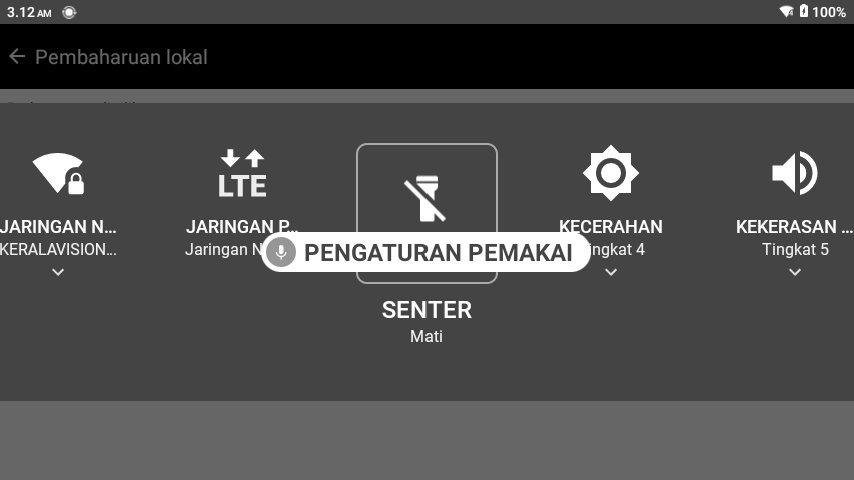 3.12 AM
100%
Pembaharuan lokal
LTE
JARINGAN N...
KERALAVISION...
JARINGAN P...
Jaringan N
KECERAHAN
ingkat 4
KEKERASAN ...
Tingkat 5
PENGATURAN PEMAKAI
SENTER
Mati